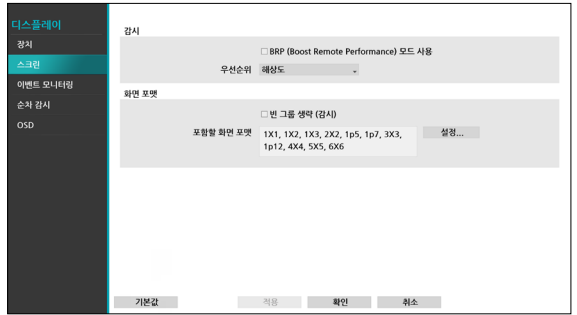 디스플레이
장치
스크린
이벤트 모니터링
순차 감시
OSD
감시
BRP (Boost Remote Performance) 모드 사용
우선순위 해상도
화면 포맷
빈 그룹 생략 (감시)
포함할 화면 포맷 1X1, 1X2, 1X3, 2X2, 1p5, 1p7, 3X3, 설정...
1p12, 4X4, 5X5, 6X6
기본값 적용 확인 취소